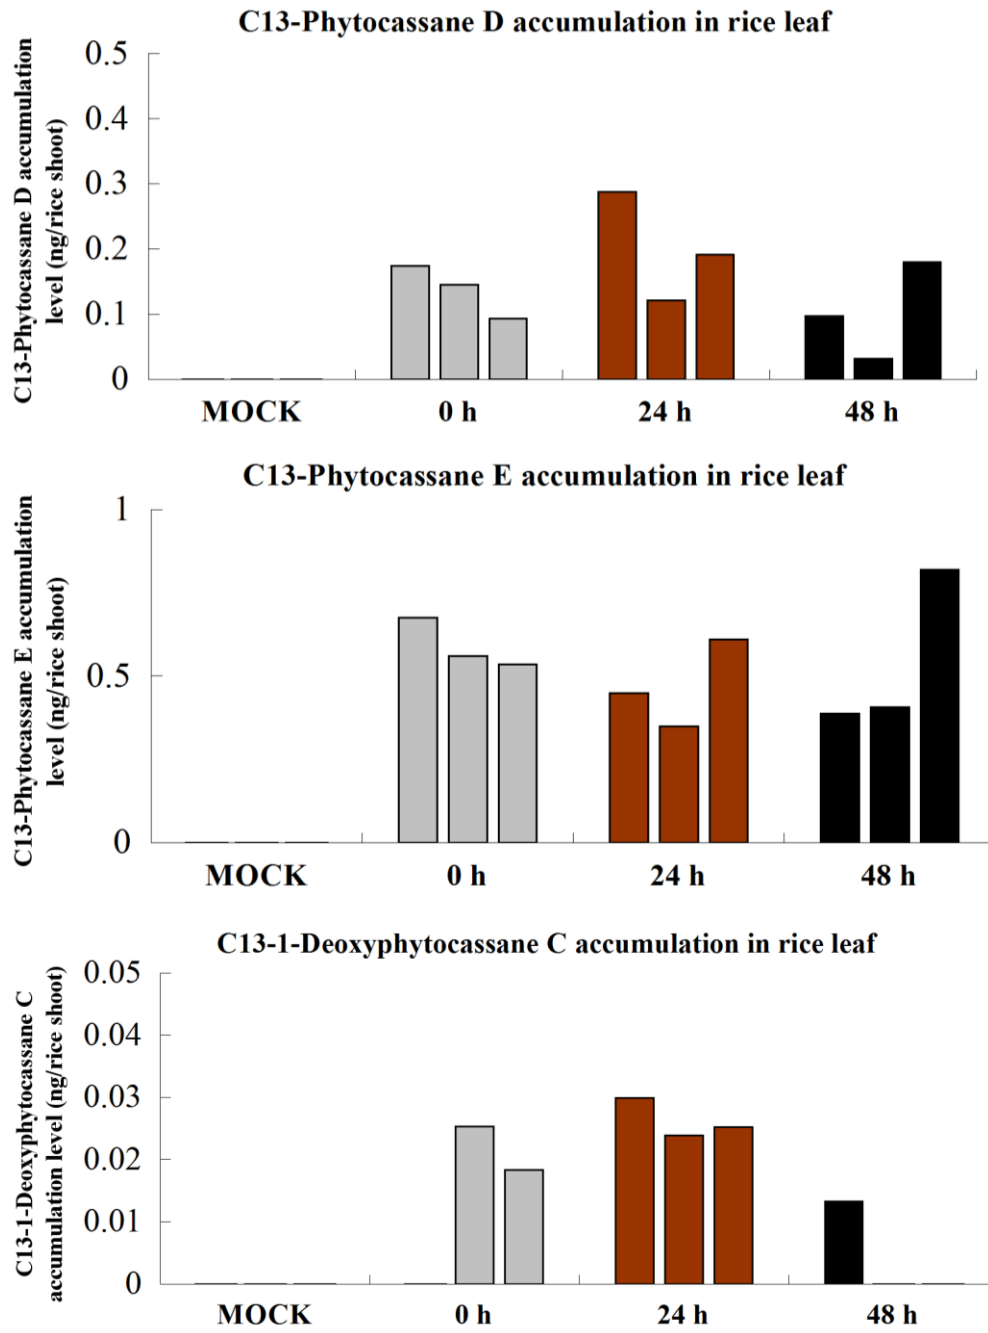 C13-Phytocassane D accumulation in rice leaf
C13-Phytocassane D accumulation
level (ng/rice shoot)
0.5
0.4
0.3
0.2
0.1
0
MOCK 0 h 24 h 48 h
C13-Phytocassane E accumulation in rice leaf
C13-Phytocassane E accumulation
level (ng/rice shoot)
1
0.5
0
MOCK 0 h 24 h 48 h
C13-1-Deoxyphytocassane C accumulation in rice leaf
C13-1-Deoxyphytocassane C
accumulation level (ng/rice shoot)
0.05
0.04
0.03
0.02
0.01
0
MOCK 0 h 24 h 48 h